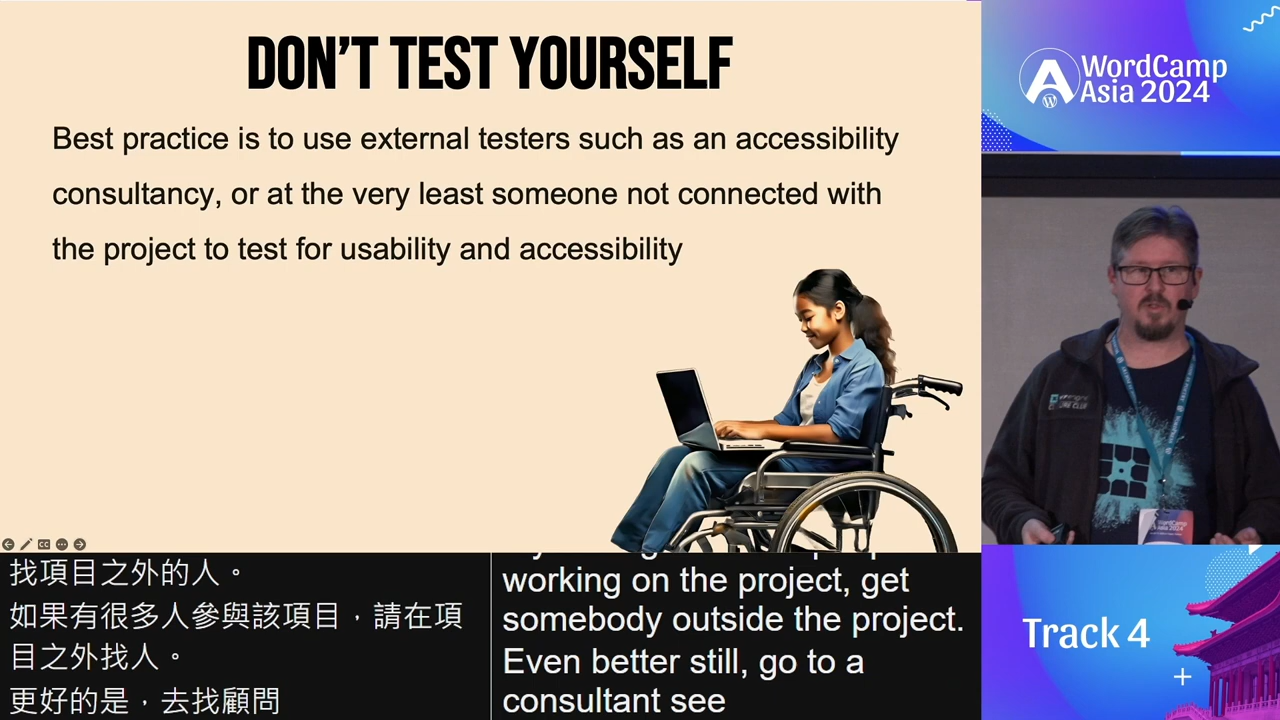 DON'T TEST YOURSELF
Best practice is to use external testers such as an accessibility
consultancy, or at the very least someone not connected with
the project to test for usability and accessibility
找項目之外的人。
如果有很多人參與該項目，請在項
目之外找人。
更好的是，去找顧問
working on the project, get
somebody outside the project.
Even better still, go to a
consultant see
WordCamp
Asia 2024
WordCamp
Asia 2024
Track 4